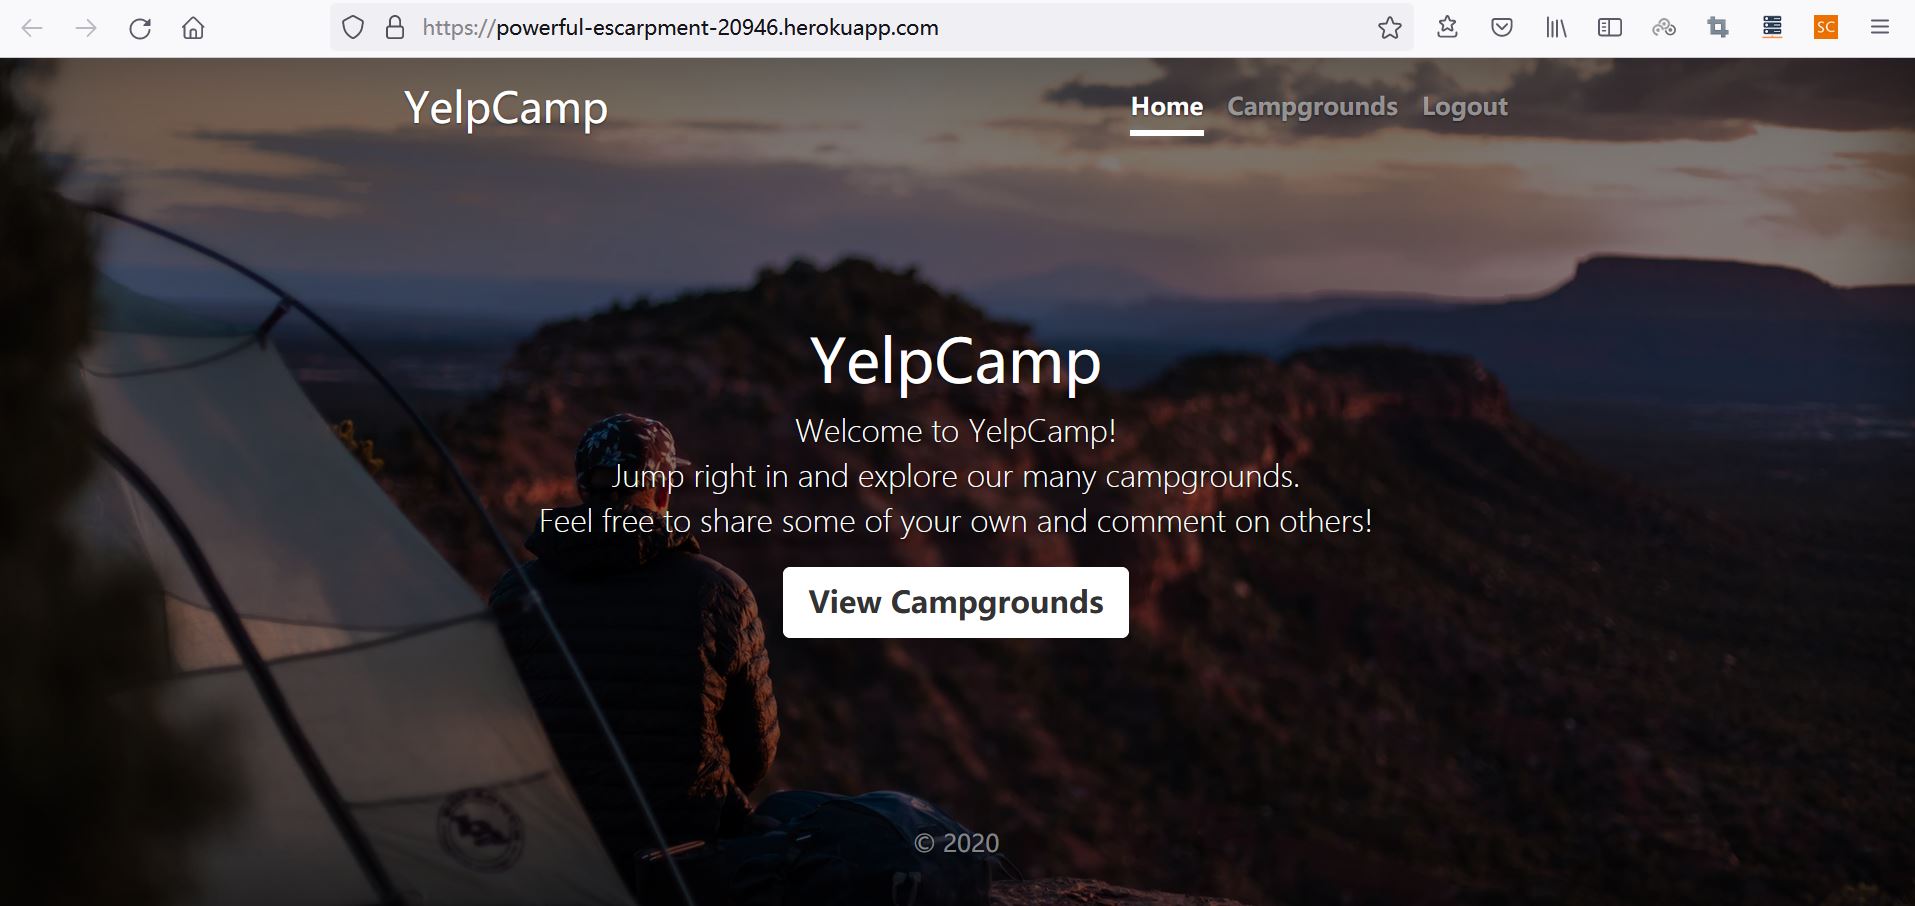 https://powerful-escarpment-20946.herokuapp.com
SC
YelpCamp
Home Campgrounds Logout
YelpCamp
Welcome to YelpCamp!
Jump right in and explore our many campgrounds.
Feel free to share some of your own and comment on others!
View Campgrounds
© 2020